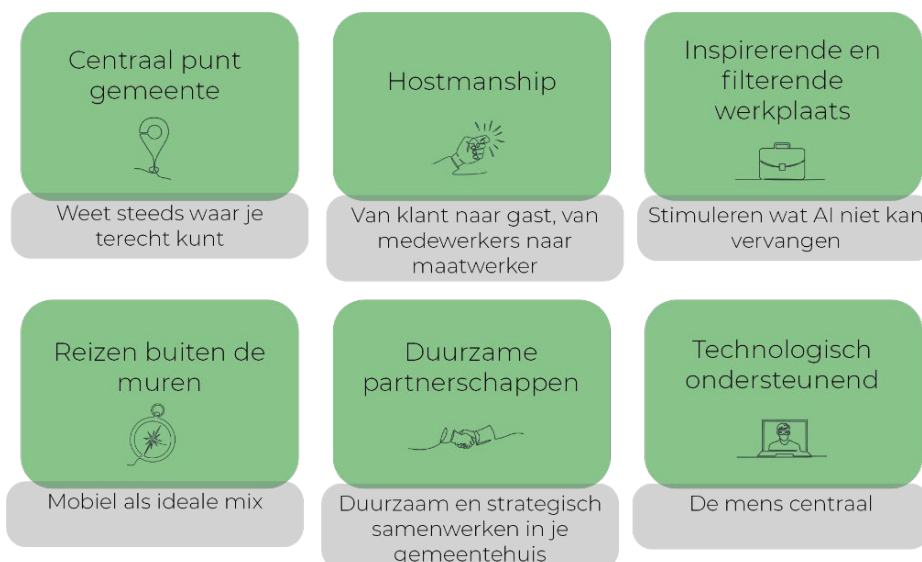 Centraal punt
gemeente
Weet steeds waar je
terecht kunt
Hostmanship
Van klant naar gast, van
medewerkers naar
maatwerker
Inspirerende en
filterende
werkplaats
Stimuleren wat AI niet kan
vervangen
Reizen buiten de
muren
Mobiel als ideale mix
Duurzame
partnerschappen
Duurzaam en strategisch
samenwerken in je
gemeentehuis
Technologisch
ondersteunend
De mens centraal